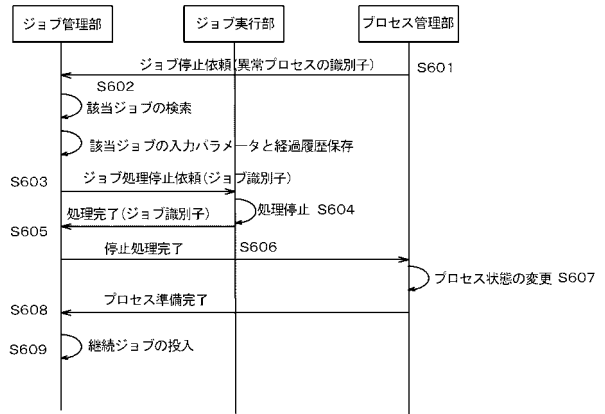 ジョブ管理部
ジョブ実行部
プロセス管理部
ジョブ停止依頼(異常プロセスの識別子)
S601
S602
該当ジョブの検索
該当ジョブの入力パラメータと経過履歴保存
S603
ジョブ処理停止依頼(ジョブ識別子)
処理完了(ジョブ識別子)
処理停止 S604
S605
停止処理完了
S606
プロセス状態の変更 S607
プロセス準備完了
S608
S609
継続ジョブの投入